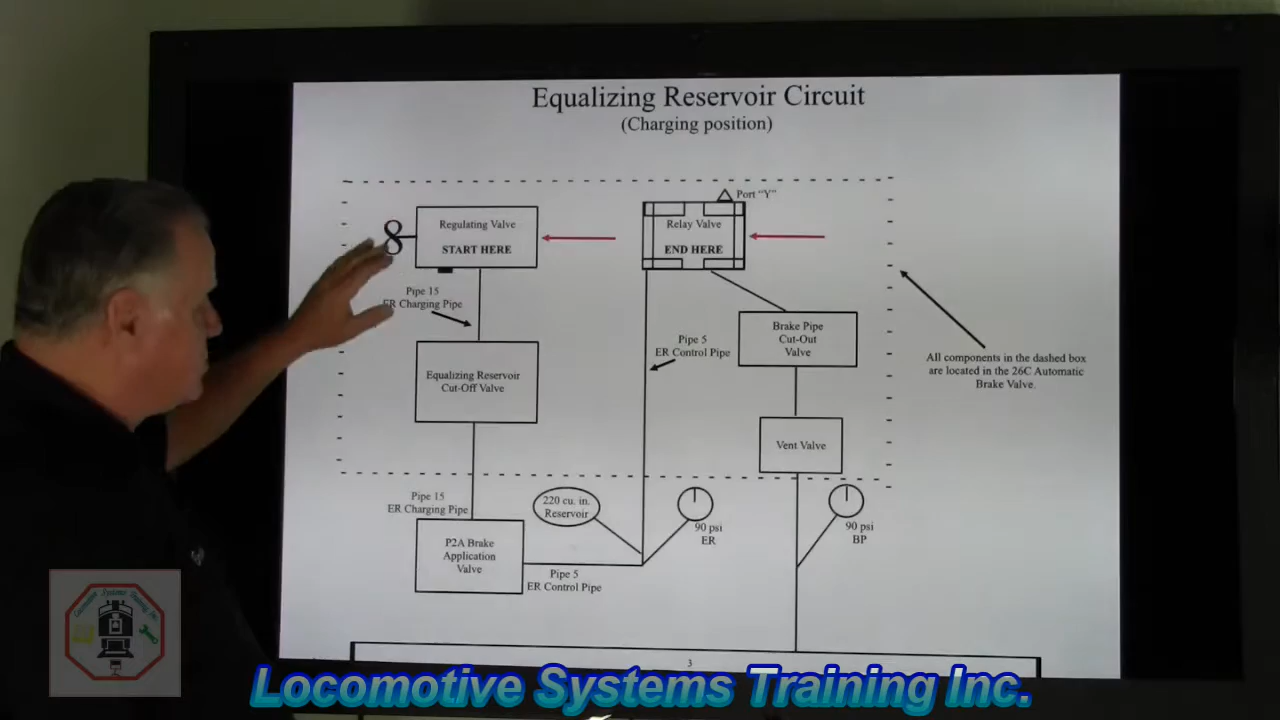 Equalizing Reservoir Circuit
(Charging position)
Port "Y"
Regulating Valve
START HERE
Relay Valve
END HERE
Pipe 15
ER Charging Pipe
Brake Pipe
Cut-Out
Valve
Pipe 5
ER Control Pipe
All components in the dashed box
are located in the 26C Automatic
Brake Valve.
Equalizing Reservoir
Cut-Off Valve
Vent Valve
Pipe 15
ER Charging Pipe
220 cu. in.
Reservoir
90 psi
ER
90 psi
BP
P2A Brake
Application
Valve
Pipe 5
ER Control Pipe
3
Locomotive Systems Training Inc.
Locomotive Systems Training Inc.